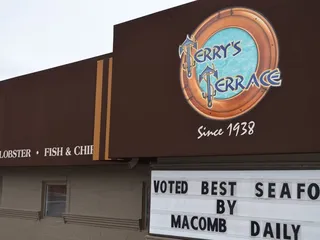 TERRY'S
TERRACE
Since 1938
LOBSTER • FISH & CHI
VOTED BEST SEAFO
BY
MACOMB DAILY